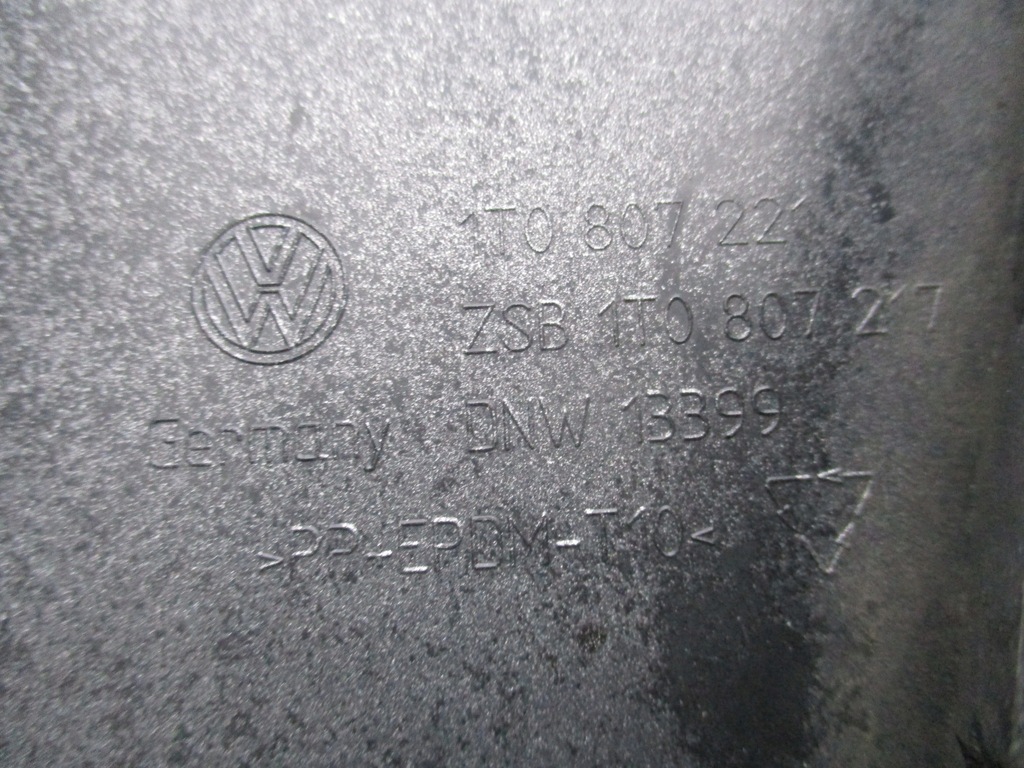 1T0 807 221
ZSB 1T0 807 217
Germany DNW 13399
>PP-EPDM-T10<